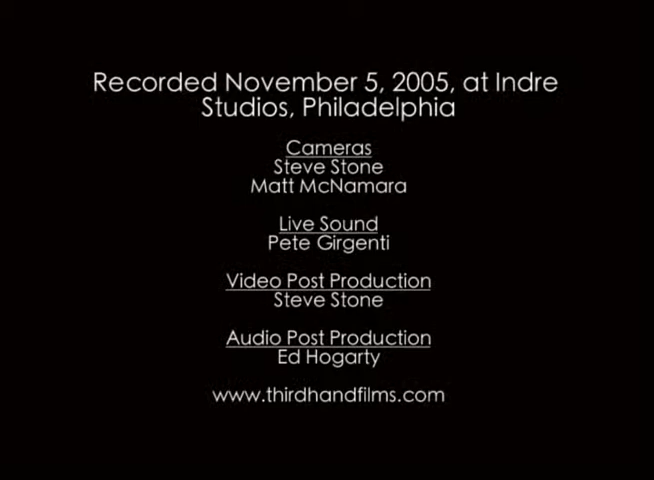 Recorded November 5, 2005, at Indre
Studios, Philadelphia
Cameras
Steve Stone
Matt McNamara
Live Sound
Pete Girgenti
Video Post Production
Steve Stone
Audio Post Production
Ed Hogarty
www.thirdhandfilms.com